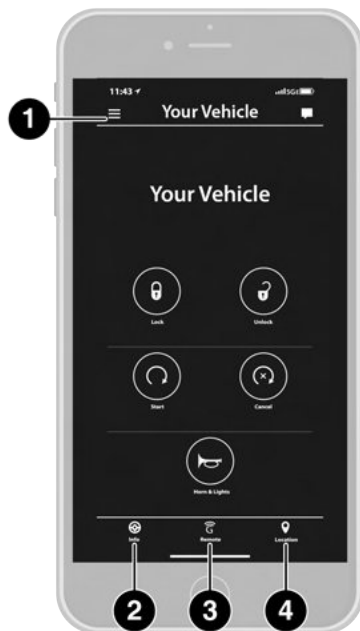 11:43
5GE
Your Vehicle
1
Your Vehicle
Lock
Unlock
Start
Cancel
Horn & Lights
Info
Remote
Location
2
3
4